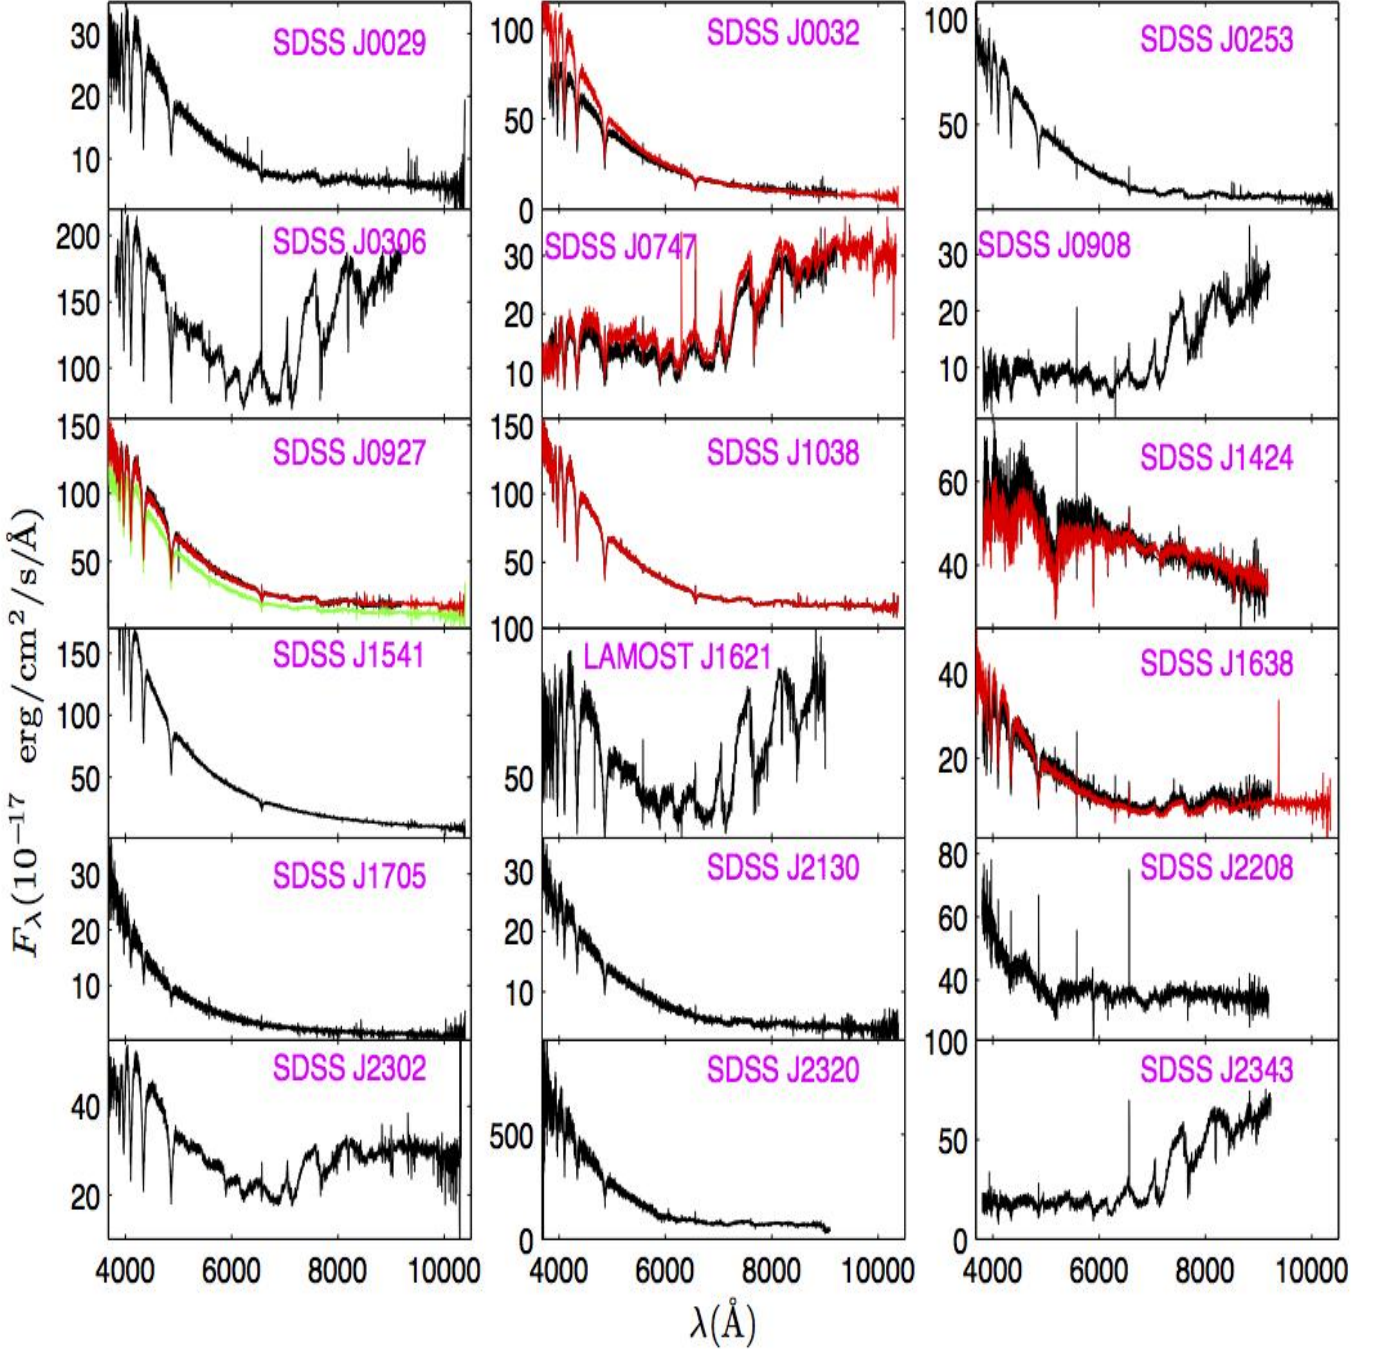 30
20
10
SDSS J0029
100
50
0
SDSS J0032
100
50
SDSS J0253
200
150
100
SDSS J0306
30
20
10
SDSS J0747
30
20
10
SDSS J0908
150
100
50
SDSS J0927
150
100
50
SDSS J1038
60
40
SDSS J1424
150
100
50
SDSS J1541
100
50
LAMOST J1621
40
20
SDSS J1638
30
20
10
SDSS J1705
30
20
10
SDSS J2130
80
60
40
SDSS J2208
40
20
SDSS J2302
500
0
SDSS J2320
100
50
0
SDSS J2343
4000 6000 8000 10000
4000 6000 8000 10000
4000 6000 8000 10000
F_λ(10⁻¹⁷ erg/cm²/s/Å)
λ(Å)